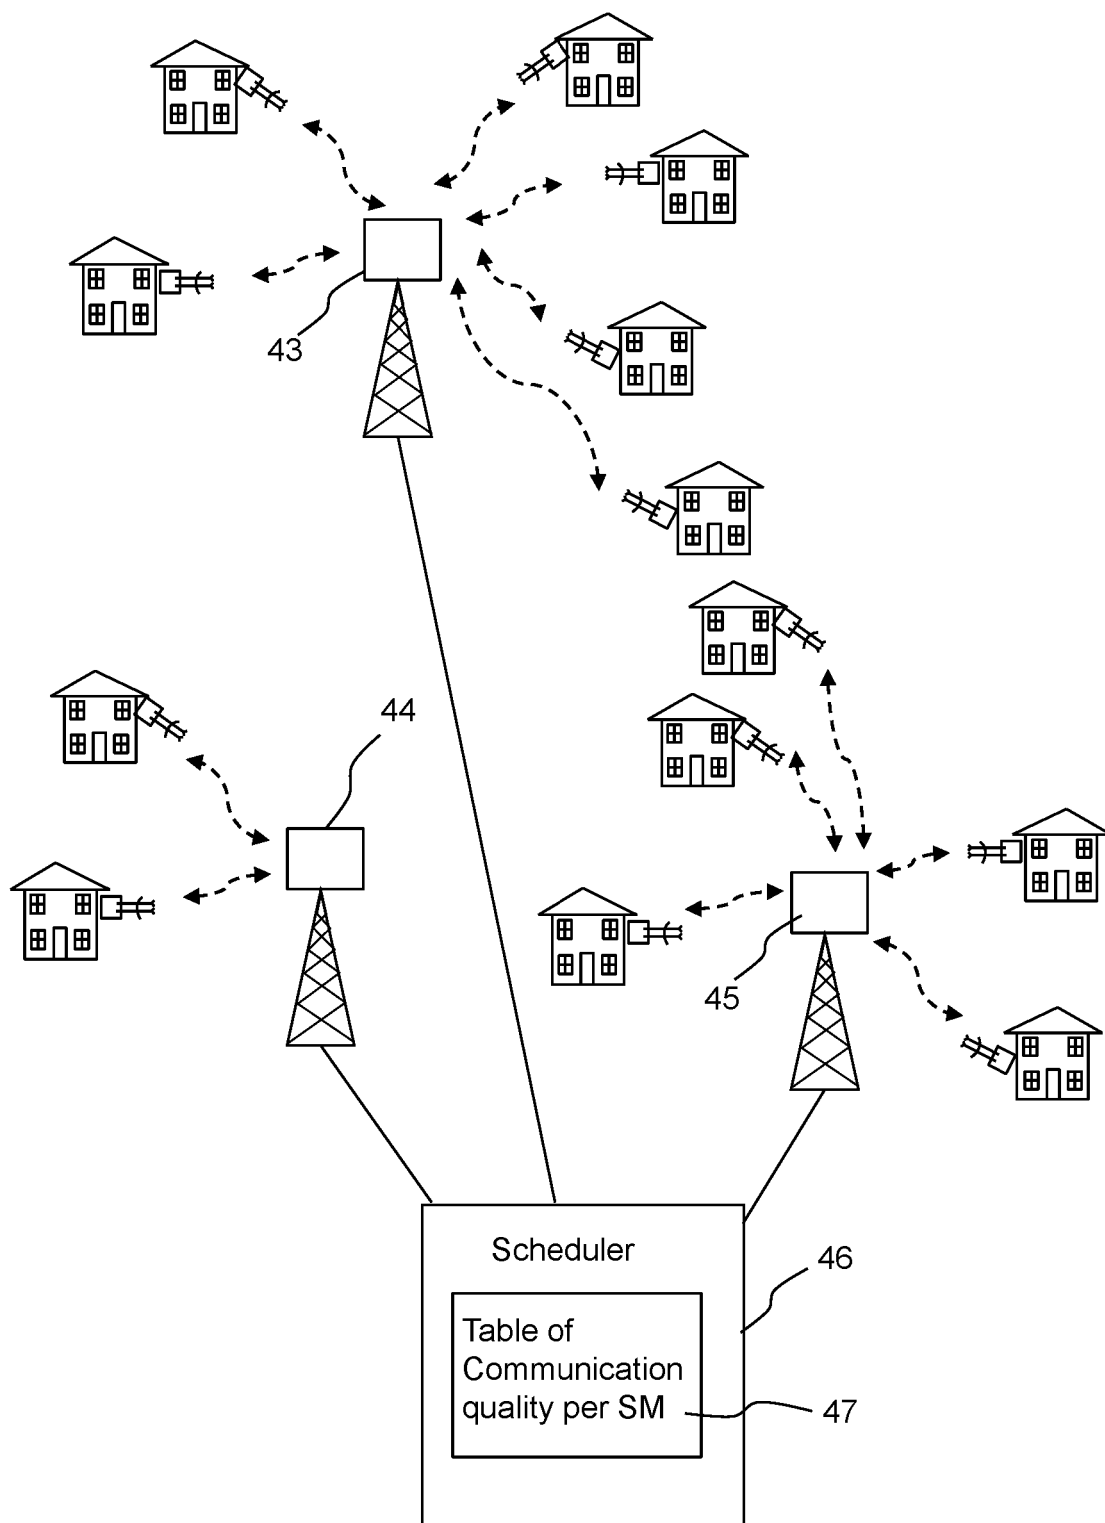 43
44
45
Scheduler
46
Table of
Communication
quality per SM
47